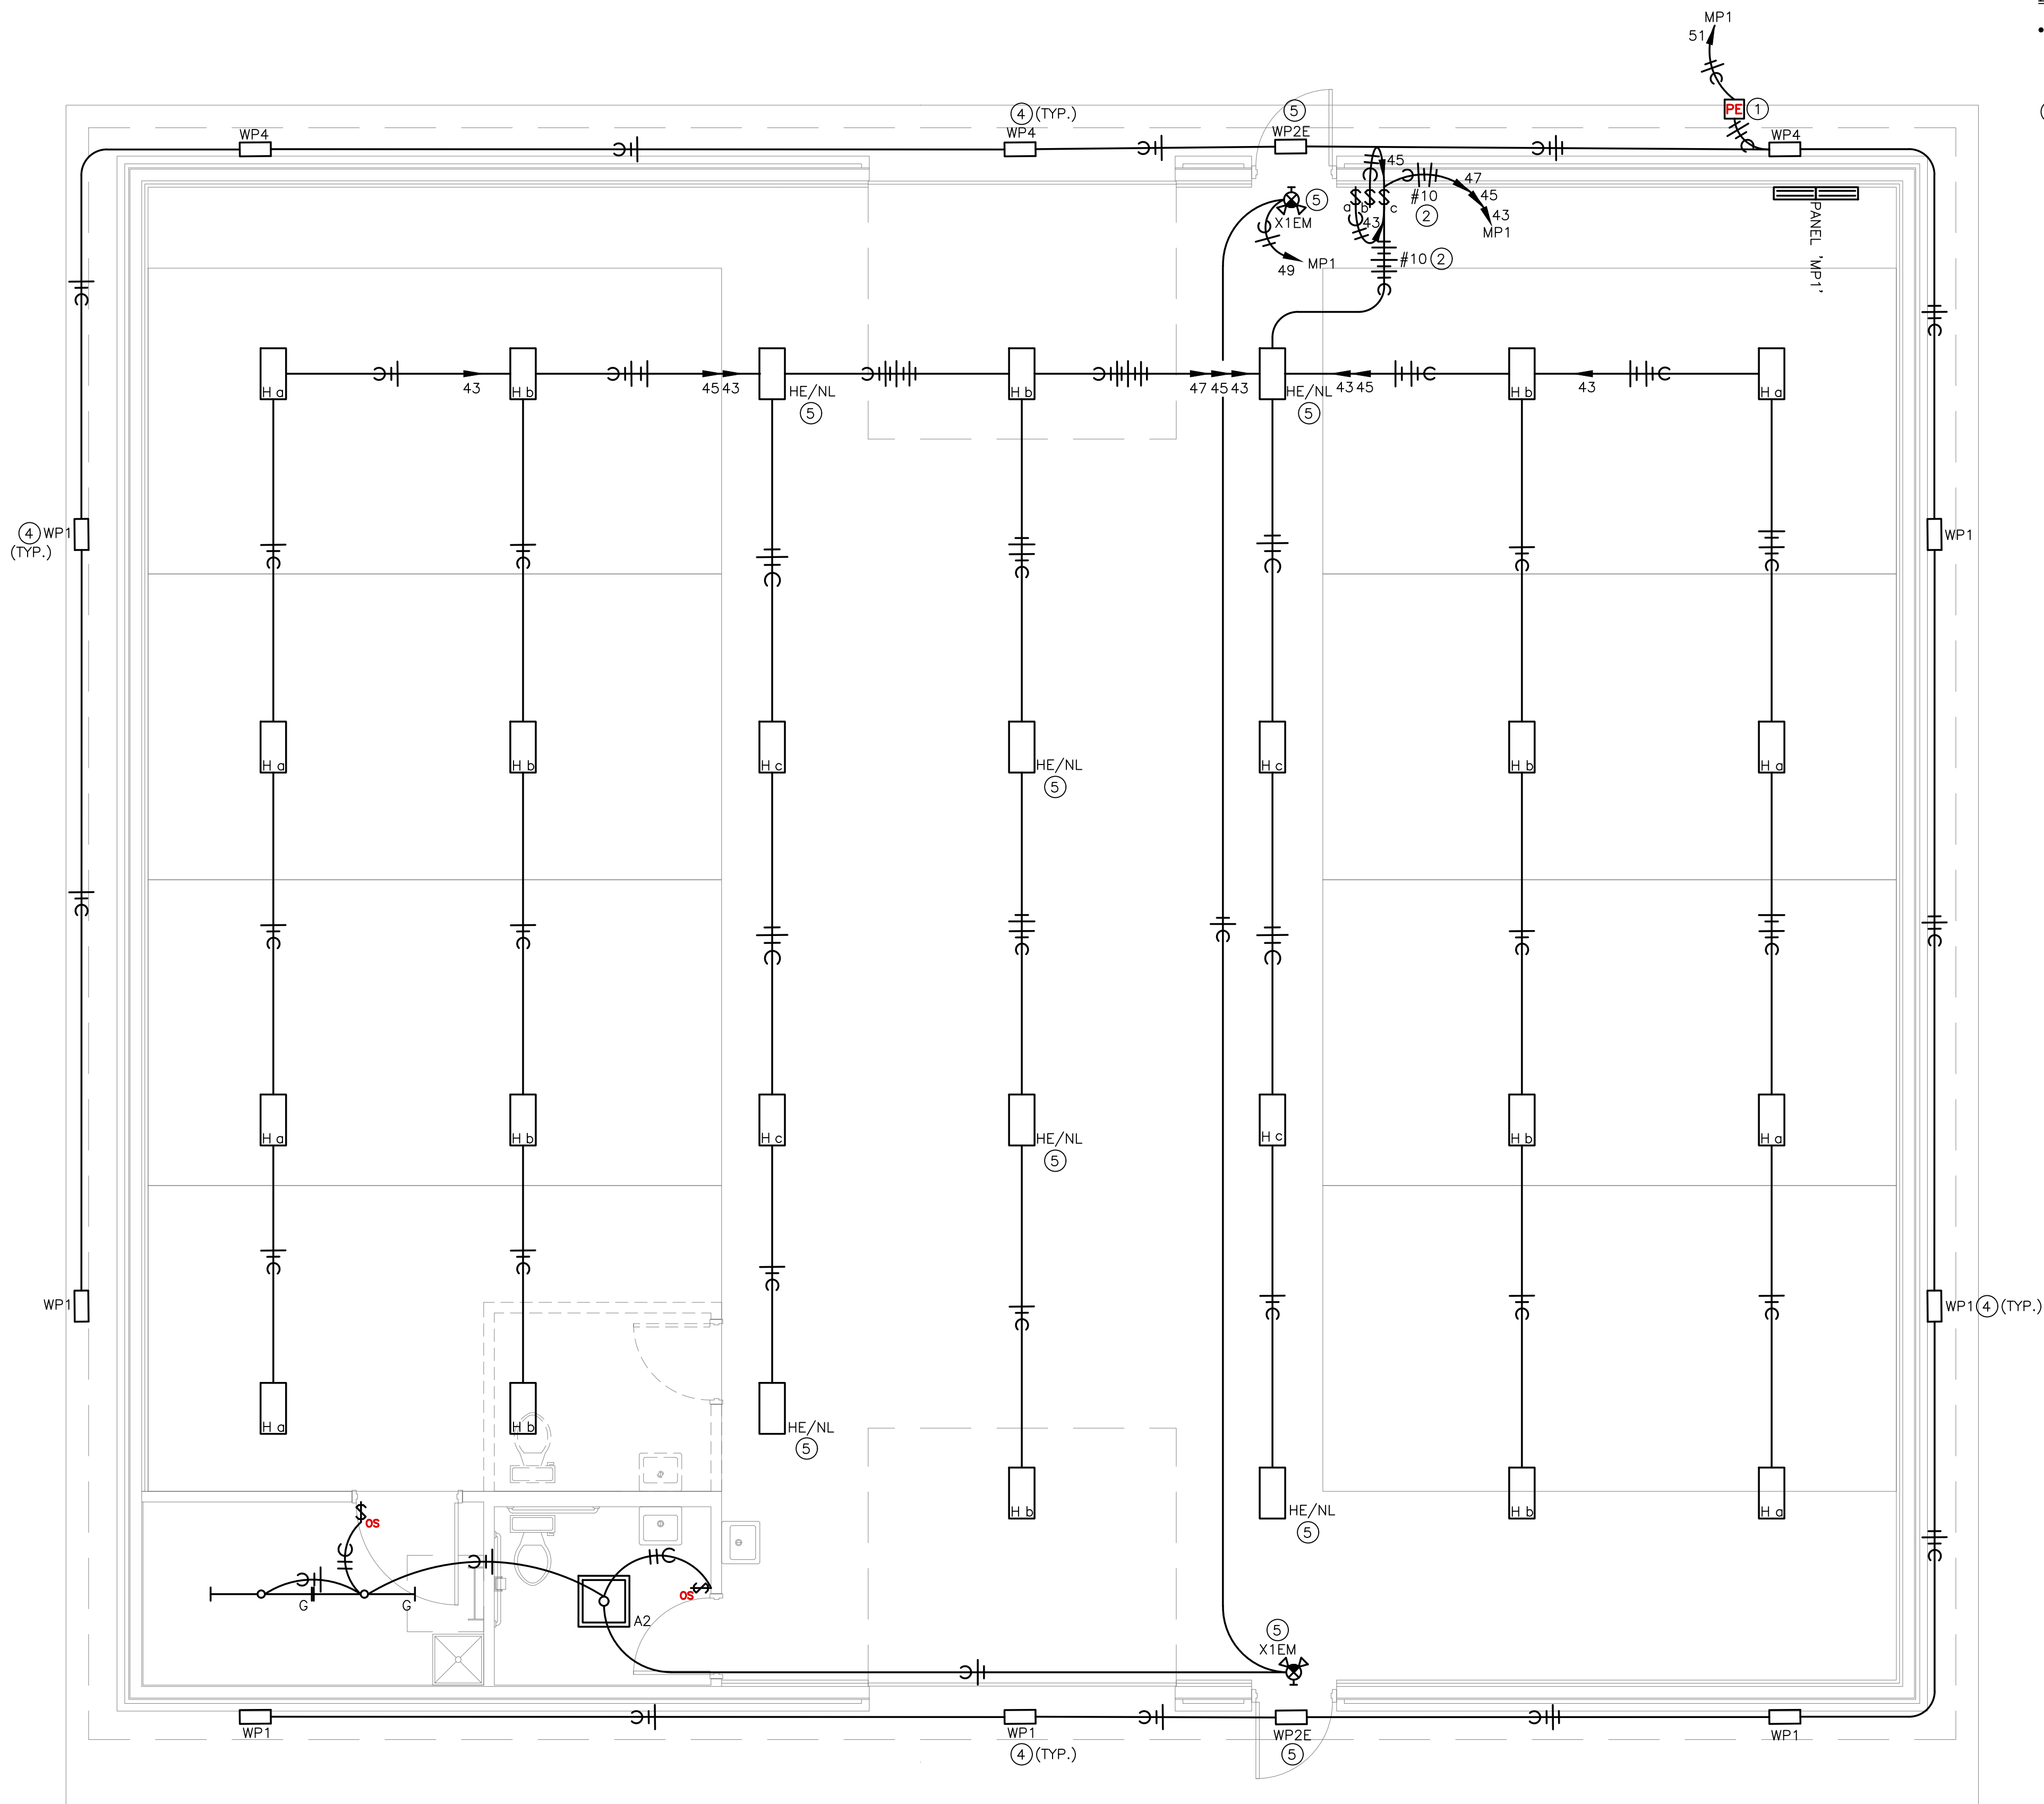 MP1
51
PE 1
4 (TYP.)
5
WP4
WP4
WP2E
WP4
45
47
45
43
MP1
#10
2
a b c
43
5
X1EM
49 MP1
#10 2
PANEL 'MP1'
43
45 43
47 45 43
43 45
43
H a
H b
HE/NL
5
H b
HE/NL
5
H b
H a
4 WP1
(TYP.)
WP1
H a
H b
H c
HE/NL
5
H c
H b
H a
H a
H b
H c
HE/NL
5
H c
H b
H a
WP1
WP1 4 (TYP.)
H a
H b
HE/NL
5
H b
HE/NL
5
H b
H a
OS
OS
G
G
A2
5
X1EM
WP1
WP1
4 (TYP.)
WP2E
5
WP1